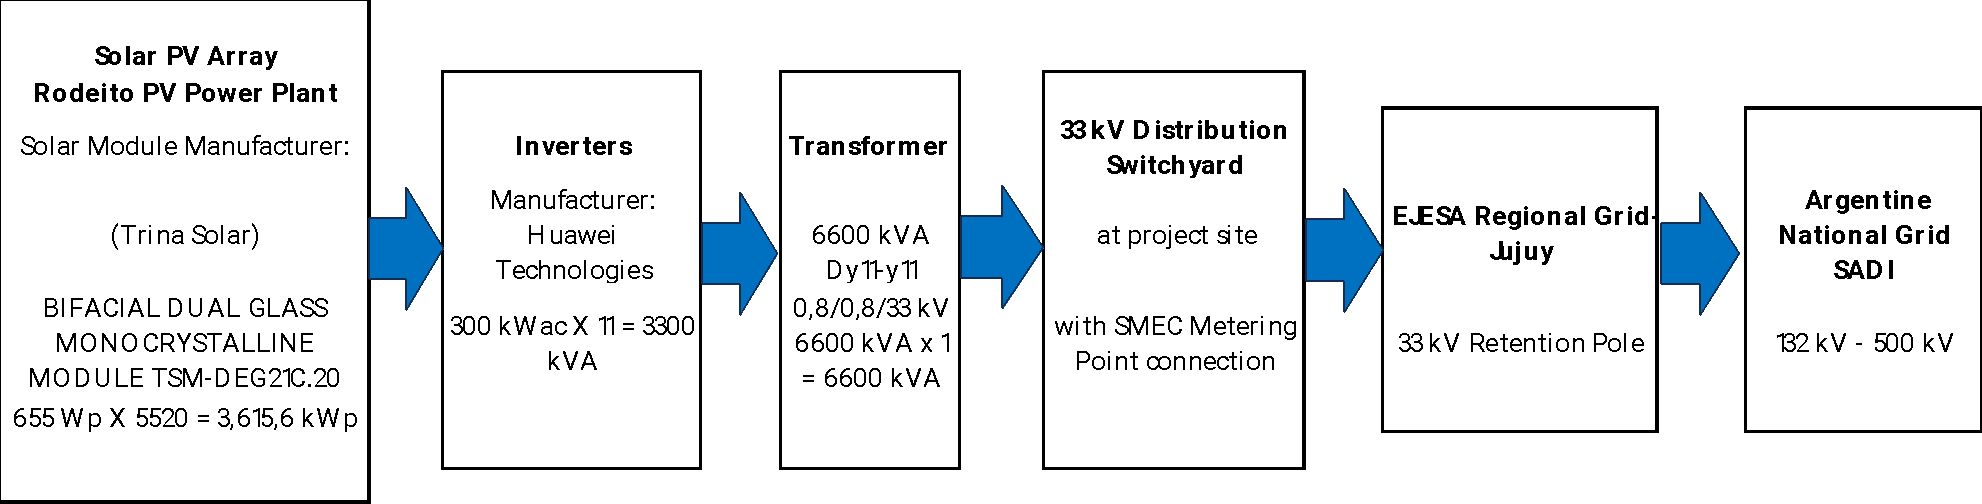 Solar PV Array
Rodeito PV Power Plant
Solar Module Manufacturer:
(Trina Solar)
BIFACIAL DUAL GLASS
MONOCRYSTALLINE
MODULE TSM-DEG21C.20
655 Wp X 5520 = 3,615,6 kWp
Inverters
Manufacturer:
Huawei
Technologies
300 kWac X 11 = 3300
kVA
Transformer
6600 kVA
Dy11-y11
0,8/0,8/33 kV
6600 kVA x 1
= 6600 kVA
33 kV Distribution
Switchyard
at project site
with SMEC Metering
Point connection
EJESA Regional Grid-
Jujuy
33 kV Retention Pole
Argentine
National Grid
SADI
132 kV - 500 kV